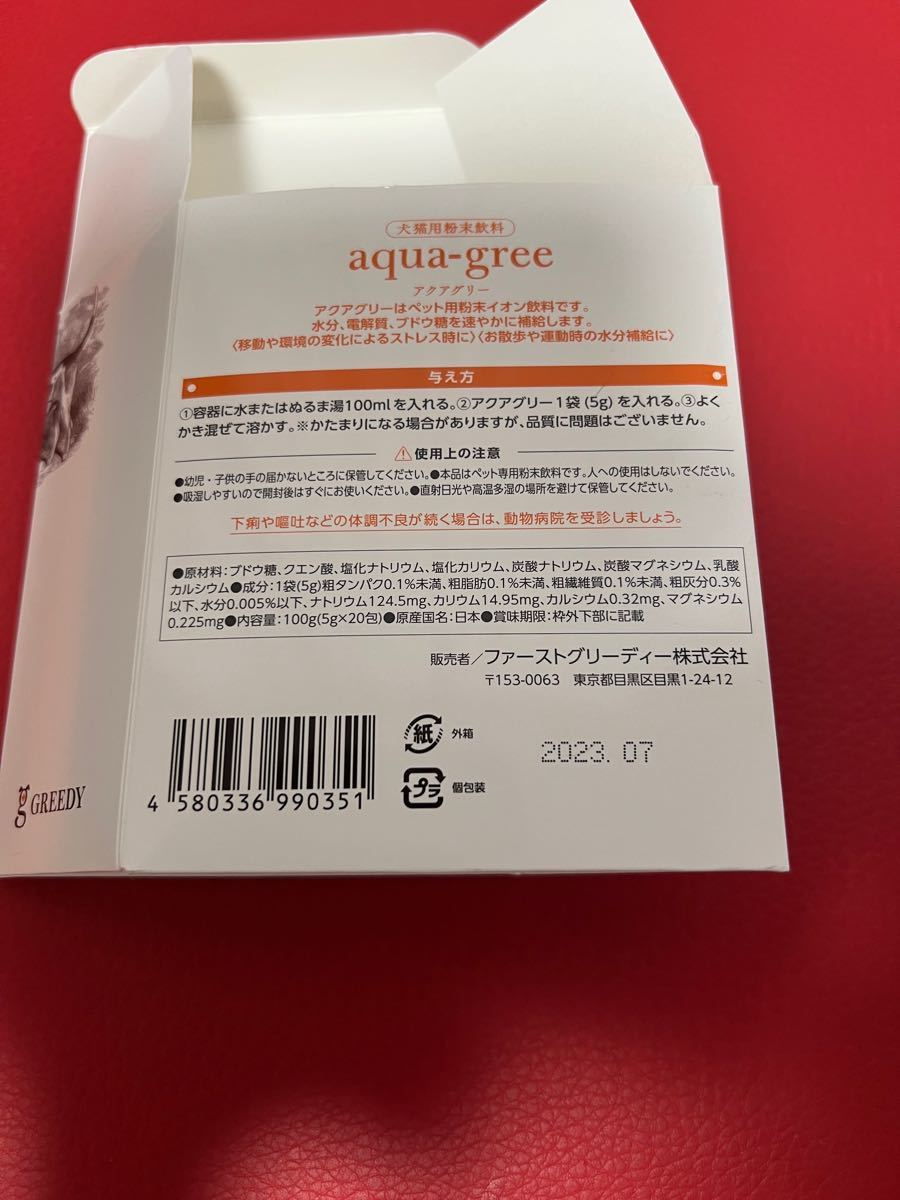 犬猫用粉末飲料
aqua-gree
アクアグリー
アクアグリーはペット用粉末イオン飲料です。
水分、電解質、ブドウ糖を速やかに補給します。
〈移動や環境の変化によるストレス時に〉〈お散歩や運動時の水分補給に〉
与え方
①容器に水またはぬるま湯100mlを入れる。②アクアグリー1袋(5g)を入れる。③よく
かき混ぜて溶かす。※かたまりになる場合がありますが、品質に問題はございません。
使用上の注意
●幼児・子供の手の届かないところに保管してください。●本品はペット専用粉末飲料です。人への使用はしないでください。
●吸湿しやすいので開封後はすぐにお使いください。●直射日光や高温多湿の場所を避けて保管してください。
下痢や嘔吐などの体調不良が続く場合は、動物病院を受診しましょう。
●原材料:ブドウ糖、クエン酸、塩化ナトリウム、塩化カリウム、炭酸ナトリウム、炭酸マグネシウム、乳酸
カルシウム●成分:1袋(5g)粗タンパク0.1%未満、粗脂肪0.1%未満、粗繊維質0.1%未満、粗灰分0.3%
以下、水分0.005%以下、ナトリウム124.5mg、カリウム14.95mg、カルシウム0.32mg、マグネシウム
0.225mg●内容量:100g(5g×20包)●原産国名:日本●賞味期限:枠外下部に記載
販売者/ファーストグリーディー株式会社
〒153-0063 東京都目黒区目黒1-24-12
紙 外箱
2023.07
プラ 個包装
4 580336 990351
g GREEDY